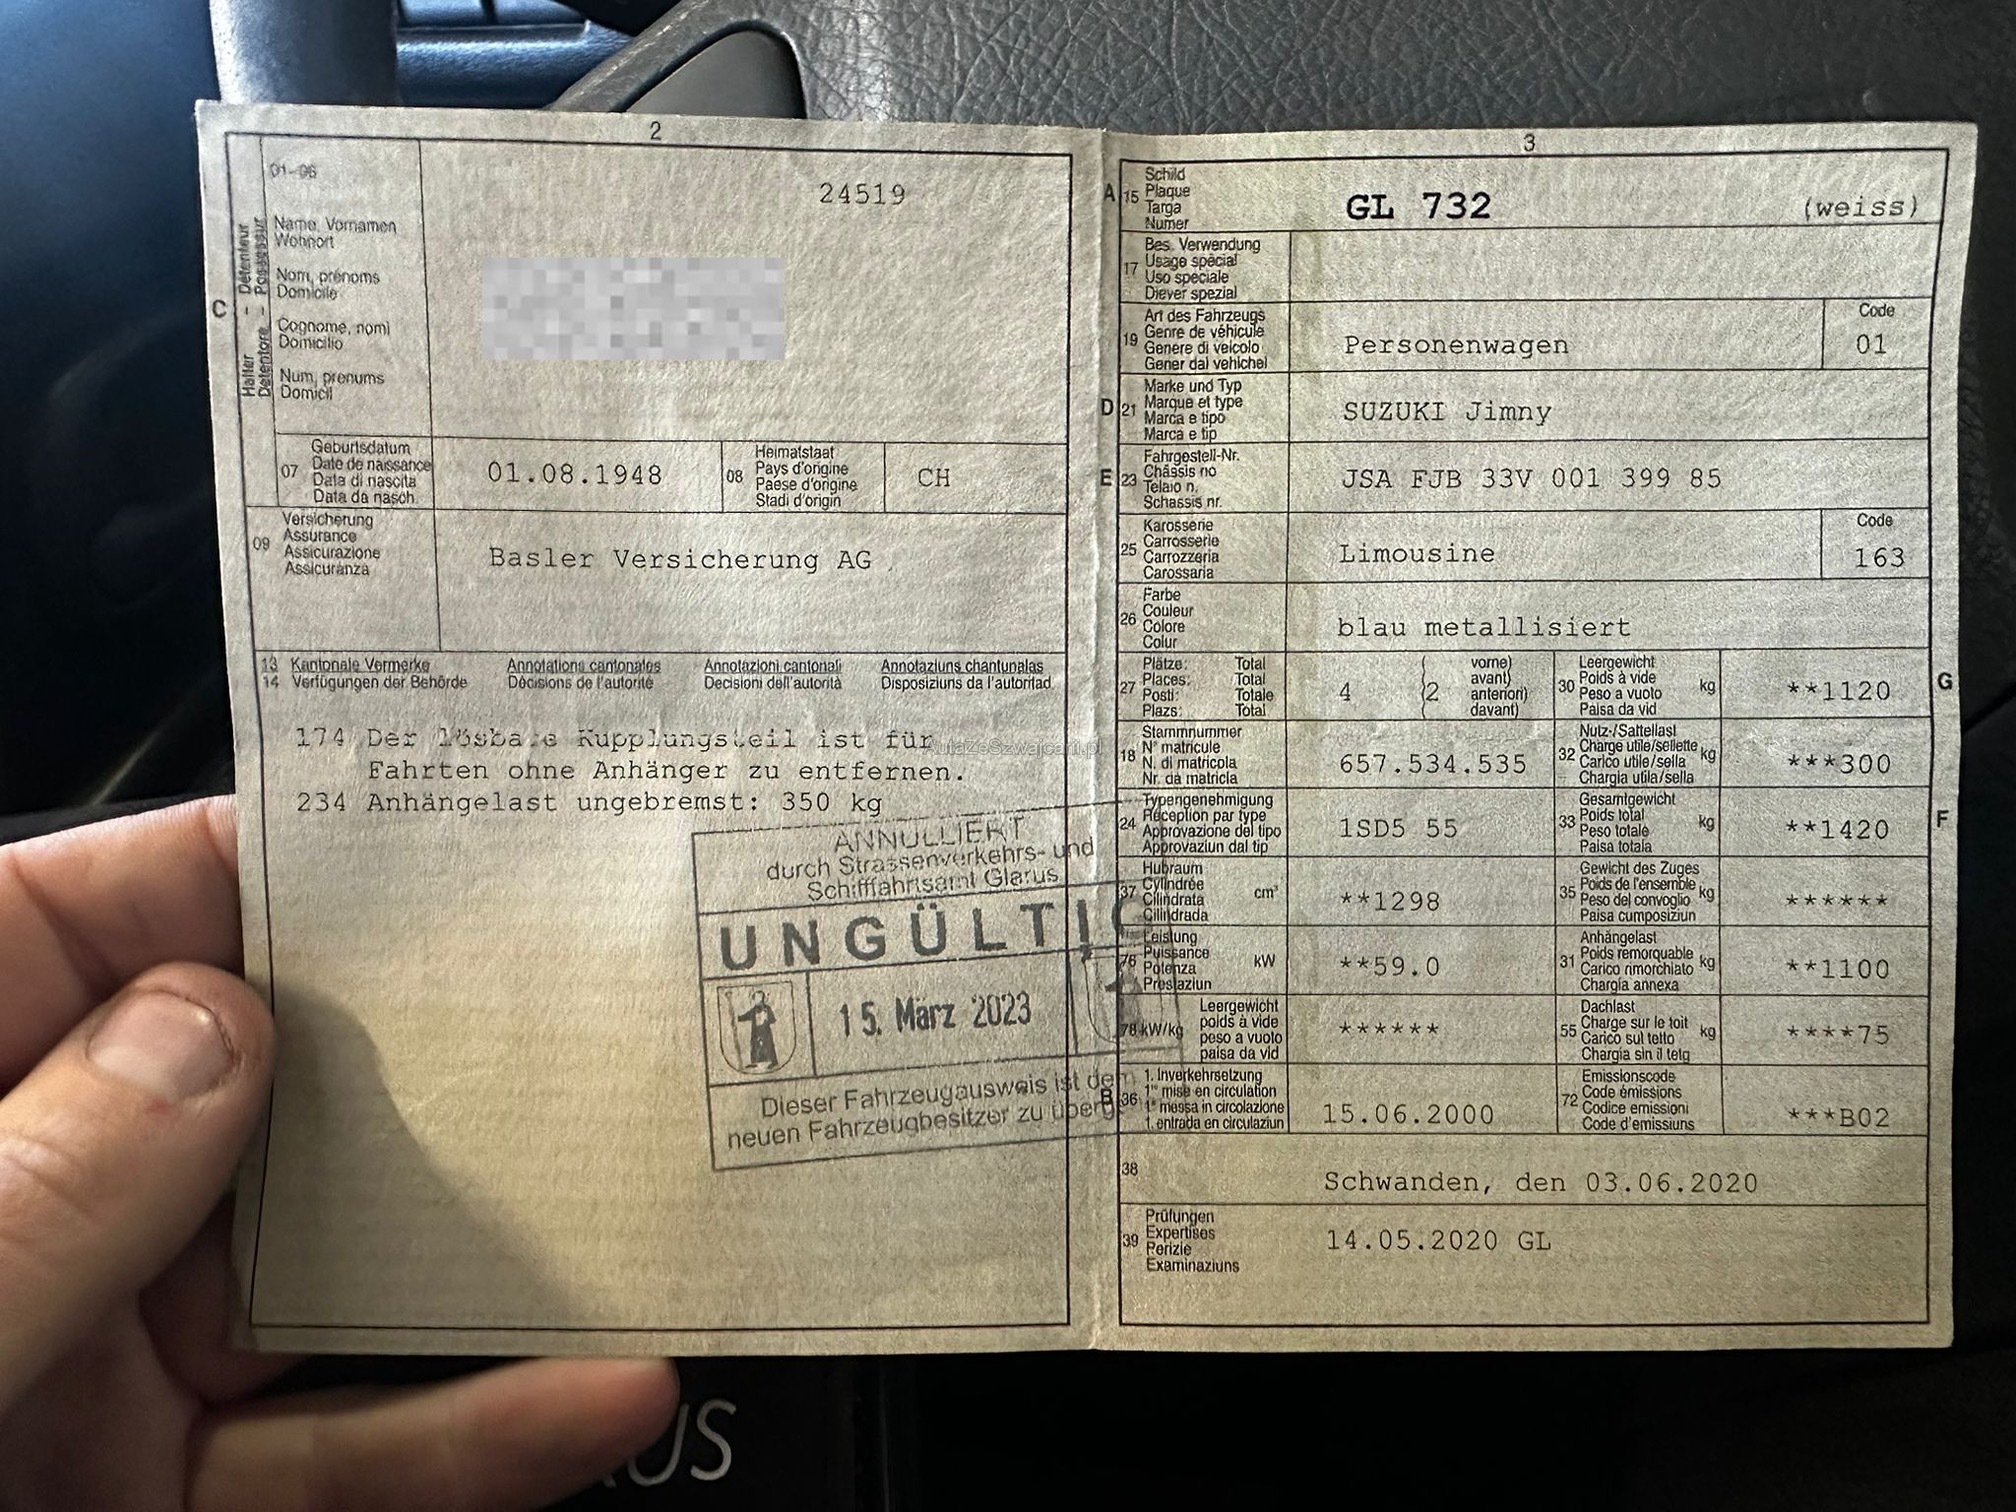 2
01-06
24519
Halter - Détenteur
Detentore - Possessur
C
Name, Vornamen
Wohnort
Nom, prénoms
Domicile
Cognome, nomi
Domicilio
Num, prenums
Domicil
07
Geburtsdatum
Date de naissance
Data di nascita
Data da nasch.
01.08.1948
08
Heimatstaat
Pays d'origine
Paese d'origine
Stadi d'origin
CH
09
Versicherung
Assurance
Assicurazione
Assicuranza
Basler Versicherung AG
13 Kantonale Vermerke Annotations cantonales Annotazioni cantonali Annotaziuns chantunalas
14 Verfügungen der Behörde Décisions de l'autorité Decisioni dell'autorità Disposiziuns da l'autoritad
174 Der lösbare Kupplungsteil ist für
Fahrten ohne Anhänger zu entfernen.
234 Anhängelast ungebremst: 350 kg
AutaZeSzwajcarii.pl
ANNULLIERT
durch Strassenverkehrs- und
Schifffahrtsamt Glarus
UNGÜLTIG
15. März 2023
Dieser Fahrzeugausweis ist dem
neuen Fahrzeugbesitzer zu
3
A 15
Schild
Plaque
Targa
Numer
GL 732 (weiss)
17
Bes. Verwendung
Usage spécial
Uso speciale
Diever spezial
19
Art des Fahrzeugs
Genre de véhicule
Genere di veicolo
Gener dal vehichel
Personenwagen
Code
01
D 21
Marke und Typ
Marque et type
Marca e tipo
Marca e tip
SUZUKI Jimny
E 23
Fahrgestell-Nr.
Châssis no
Telaio n.
Schassis nr.
JSA FJB 33V 001 399 85
25
Karosserie
Carrosserie
Carrozzeria
Carossaria
Limousine
Code
163
26
Farbe
Couleur
Colore
Colur
blau metallisiert
27
Plätze: Total
Places: Total
Posti: Totale
Plazs: Total
4
(2
vorne)
avant)
anteriori)
davant)
30
Leergewicht
Poids à vide
Peso a vuoto
Paisa da vid
kg
**1120
G
18
Stammnummer
N° matricule
N. di matricola
Nr. da matricla
657.534.535
32
Nutz-/Sattellast
Charge utile/sellette
Carico utile/sella
Chargia utila/sella
kg
***300
24
Typengenehmigung
Réception par type
Approvazione del tipo
Approvaziun dal tip
1SD5 55
33
Gesamtgewicht
Poids total
Peso totale
Paisa totala
kg
**1420
F
37
Hubraum
Cylindrée
Cilindrata
Cilindrada
cm³
**1298
35
Gewicht des Zuges
Poids de l'ensemble
Peso del convoglio
Paisa cumposiziun
kg
******
76
Leistung
Puissance
Potenza
Prestaziun
kW
**59.0
31
Anhängelast
Poids remorquable
Carico rimorchiato
Chargia annexa
kg
**1100
78 kW/kg
Leergewicht
poids à vide
peso a vuoto
paisa da vid
******
55
Dachlast
Charge sur le toit
Carico sul tetto
Chargia sin il tetg
kg
****75
B 36
1. Inverkehrsetzung
1re mise en circulation
1a messa in circolazione
1. entrada en circulaziun
15.06.2000
72
Emissionscode
Code émissions
Codice emissioni
Code d'emissiuns
***B02
38
Schwanden, den 03.06.2020
39
Prüfungen
Expertises
Perizie
Examinaziuns
14.05.2020 GL
US